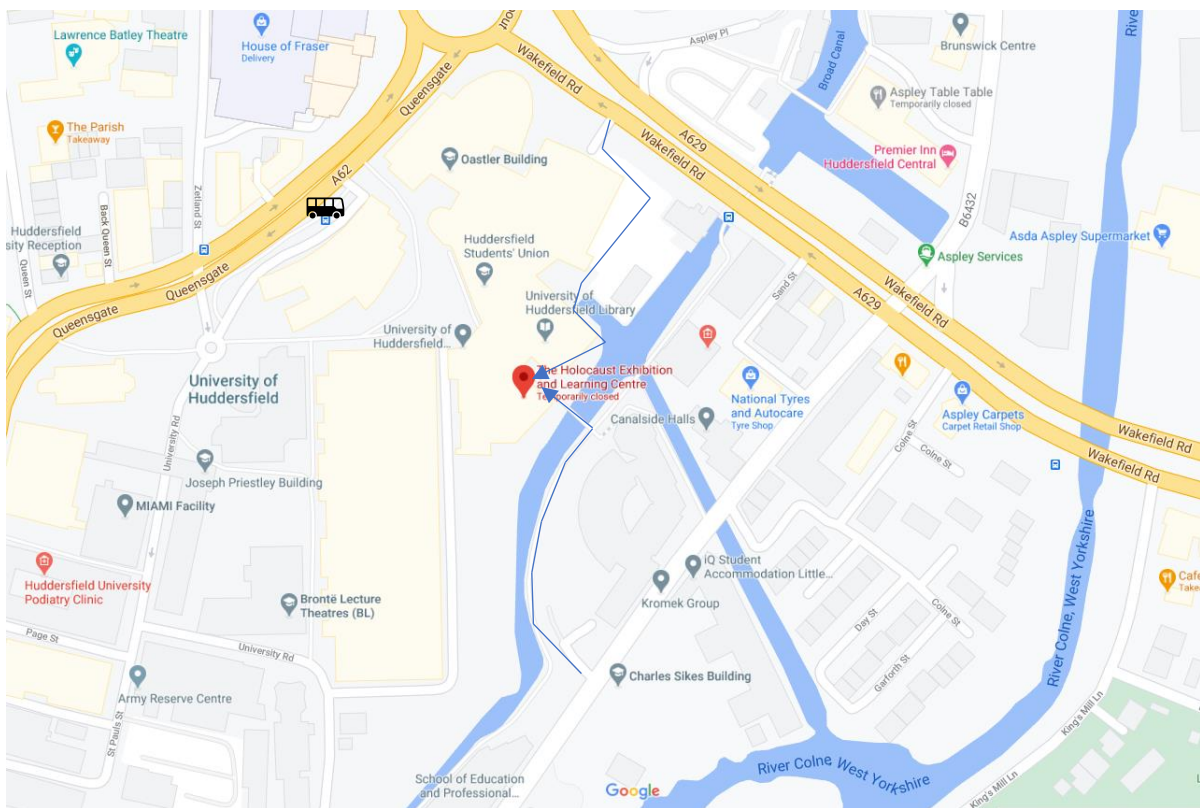 Lawrence Batley Theatre
House of Fraser
Delivery
Queensgate
Wakefield Rd
Aspley Pl
Broad Canal
Brunswick Centre
River
The Parish
Takeaway
Zetland St
A62
Oastler Building
Wakefield Rd
A629
Aspley Table Table
Temporarily closed
Premier Inn
Huddersfield Central
B6432
Back Queen St
Huddersfield
sity Reception
Queen St
Queensgate
Queensgate
Huddersfield
Students' Union
University of
Huddersfield Library
University of
Huddersfield...
Sand St
Aspley Services
Asda Aspley Supermarket
A629
Wakefield Rd
The Holocaust Exhibition
and Learning Centre
Temporarily closed
University of
Huddersfield
University Rd
National Tyres
and Autocare
Tyre Shop
Canalside Halls
Aspley Carpets
Carpet Retail Shop
Colne St
Colne St
Wakefield Rd
Wakefield Rd
Joseph Priestley Building
MIAMI Facility
Huddersfield University
Podiatry Clinic
Brontë Lecture
Theatres (BL)
iQ Student
Accommodation Little...
Kromek Group
Day St
Colne St
Garforth St
River Colne, West Yorkshire
Cafe
Take
Page St
University Rd
Army Reserve Centre
St Pauls St
Charles Sikes Building
King's Mill Ln
King's Mill Ln
River Colne, West Yorkshire
School of Education
and Professional...
Google